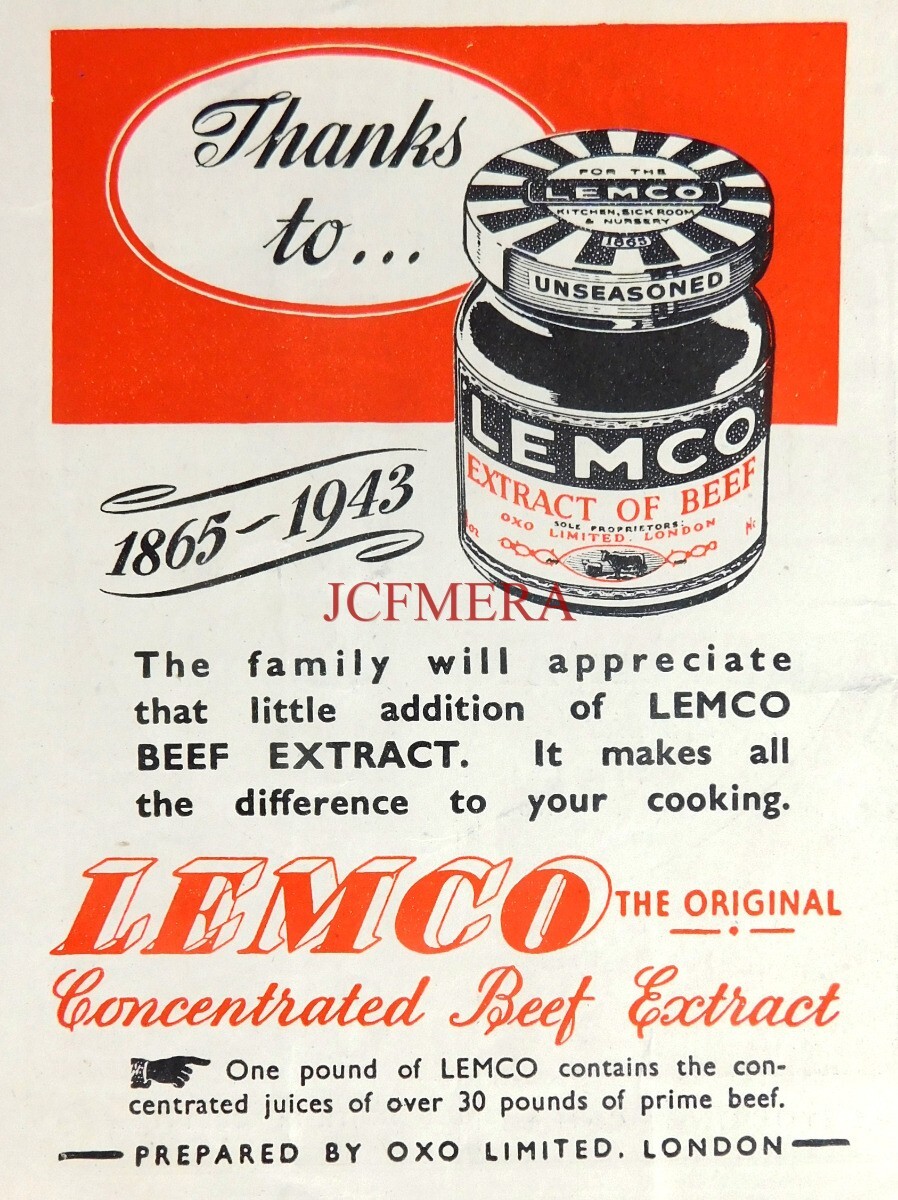 Thanks
to...
FOR THE
LEMCO
KITCHEN, SICK ROOM
& NURSERY
1865
UNSEASONED
LEMCO
EXTRACT OF BEEF
SOLE PROPRIETORS:
OXO LIMITED. LONDON
1865-1943
JCFMERA
The family will appreciate
that little addition of LEMCO
BEEF EXTRACT. It makes all
the difference to your cooking.
LEMCO THE ORIGINAL
Concentrated Beef Extract
One pound of LEMCO contains the con-
centrated juices of over 30 pounds of prime beef.
PREPARED BY OXO LIMITED. LONDON